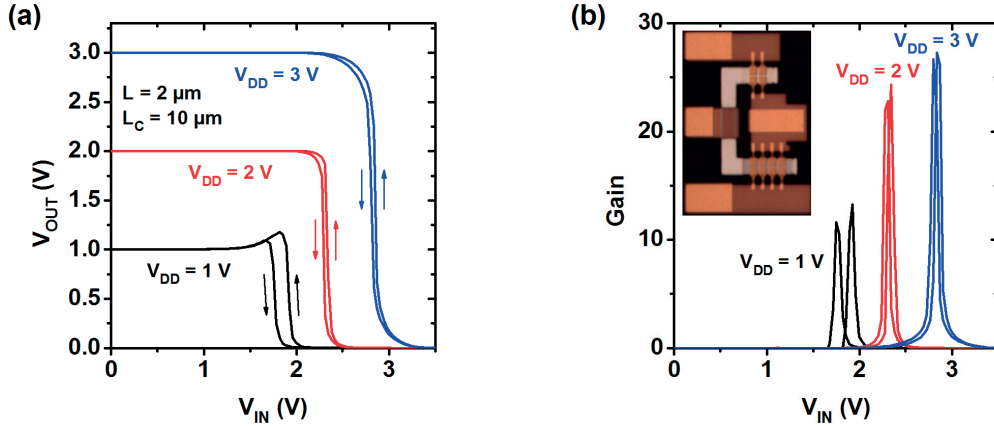 (a)
3.0
2.5
2.0
1.5
1.0
0.5
0.0
V_OUT (V)
V_DD = 3 V
L = 2 µm
L_C = 10 µm
V_DD = 2 V
V_DD = 1 V
0 1 2 3
V_IN (V)
(b)
30
20
10
0
Gain
V_DD = 3 V
V_DD = 2 V
V_DD = 1 V
0 1 2 3
V_IN (V)